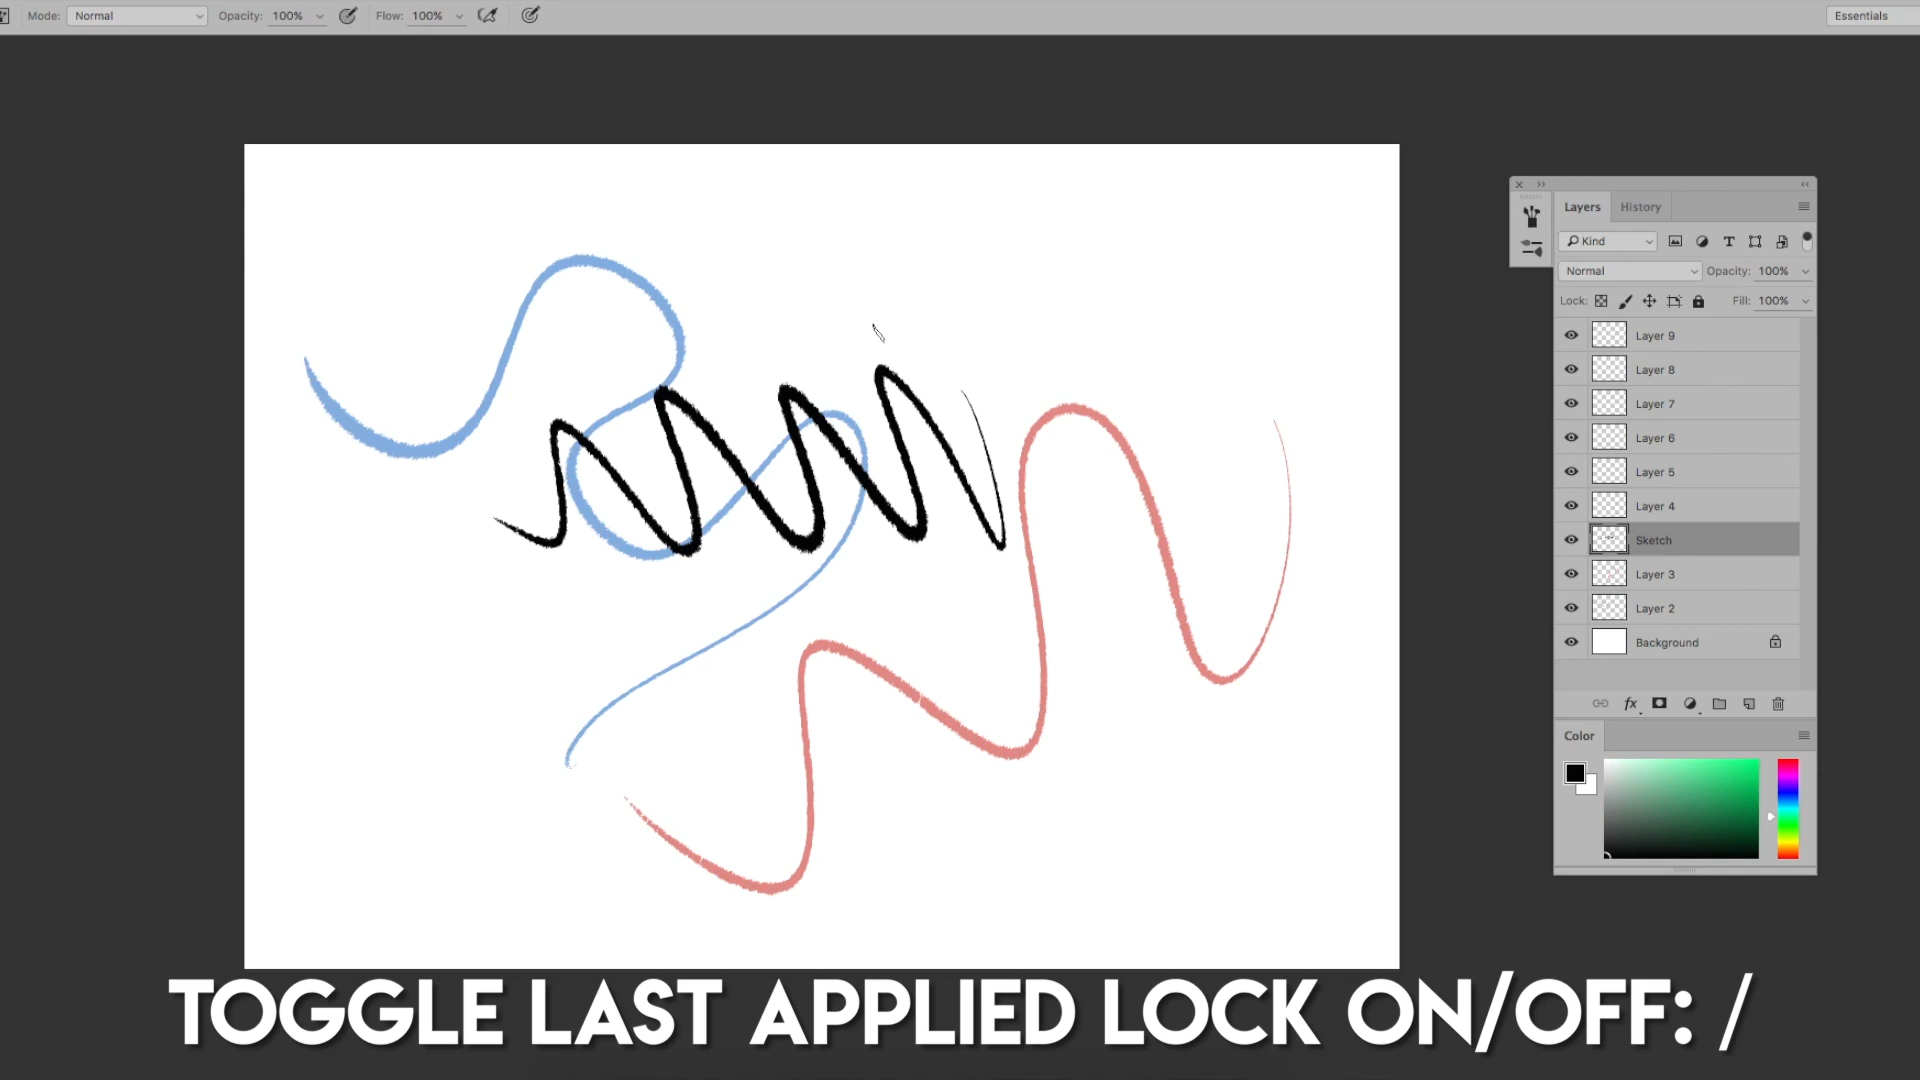 Mode: Normal Opacity: 100% Flow: 100% Essentials
Layers History
Kind
Normal Opacity: 100%
Lock: Fill: 100%
Layer 9
Layer 8
Layer 7
Layer 6
Layer 5
Layer 4
Sketch
Layer 3
Layer 2
Background
fx
Color
TOGGLE LAST APPLIED LOCK ON/OFF: /